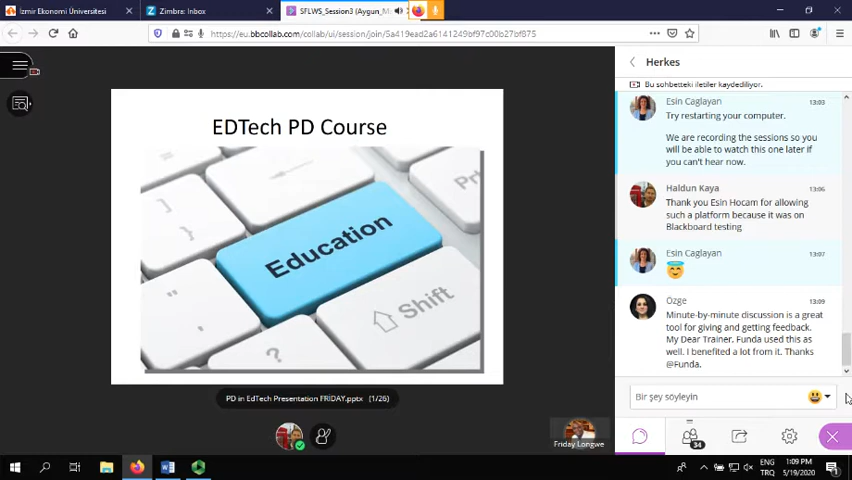 İzmir Ekonomi Üniversitesi
Zimbra: Inbox
SFLWS_Session3 (Aygun_M
https://eu.bbcollab.com/collab/ui/session/join/5a419ead2a6141249bf97c00b27bf875
Herkes
Bu sohbetteki iletiler kaydediliyor.
EDTech PD Course
Education
Shift
Prt
]
}
"
'
?
PD in EdTech Presentation FRIDAY.pptx (1/26)
Friday Longwe
Esin Caglayan 13:03
Try restarting your computer.
We are recording the sessions so you
will be able to watch this one later if
you can't hear now.
Haldun Kaya 13:06
Thank you Esin Hocam for allowing
such a platform because it was on
Blackboard testing
Esin Caglayan 13:07
Ozge 13:09
Minute-by-minute discussion is a great
tool for giving and getting feedback.
My Dear Trainer. Funda used this as
well. I benefited a lot from it. Thanks
@Funda.
Bir şey söyleyin
34
ENG
TRQ
1:09 PM
5/19/2020
1